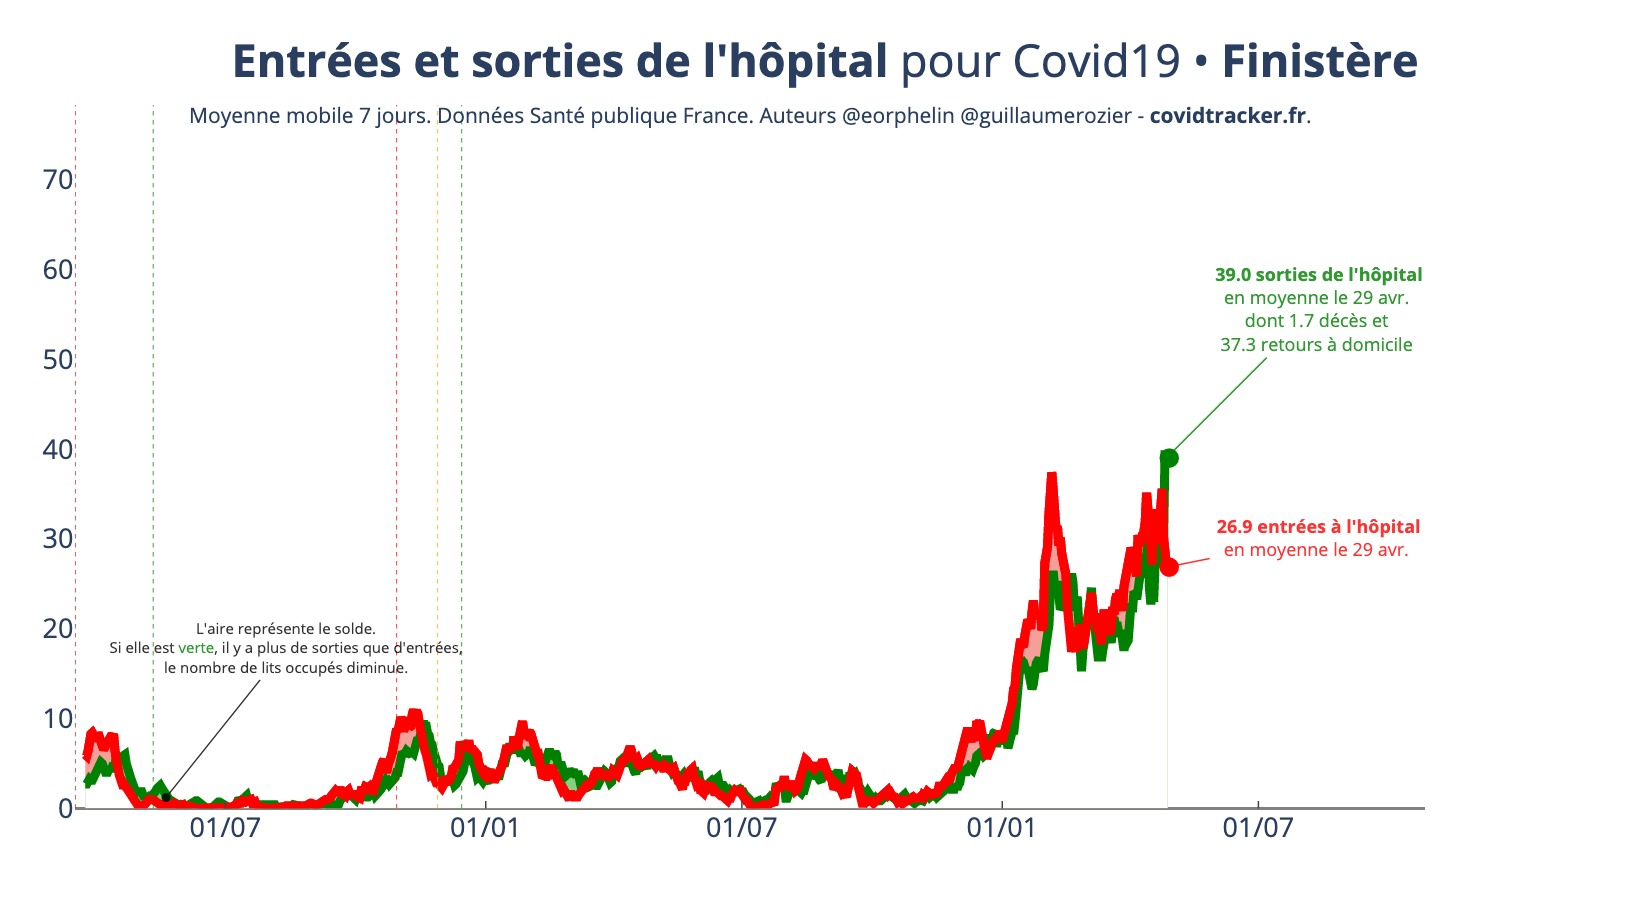 Entrées et sorties de l'hôpital pour Covid19 • Finistère
Moyenne mobile 7 jours. Données Santé publique France. Auteurs @eorphelin @guillaumerozier - covidtracker.fr.
70
60
50
40
30
20
10
0
39.0 sorties de l'hôpital
en moyenne le 29 avr.
dont 1.7 décès et
37.3 retours à domicile
26.9 entrées à l'hôpital
en moyenne le 29 avr.
L'aire représente le solde.
Si elle est verte, il y a plus de sorties que d'entrées,
le nombre de lits occupés diminue.
01/07 01/01 01/07 01/01 01/07